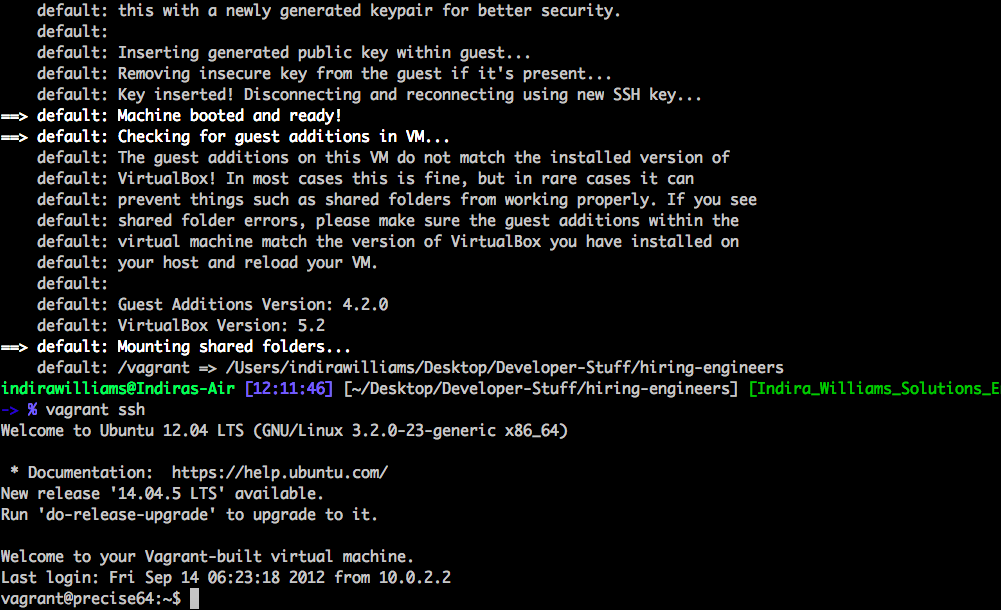 default: this with a newly generated keypair for better security.
default:
default: Inserting generated public key within guest...
default: Removing insecure key from the guest if it's present...
default: Key inserted! Disconnecting and reconnecting using new SSH key...
==> default: Machine booted and ready!
==> default: Checking for guest additions in VM...
default: The guest additions on this VM do not match the installed version of
default: VirtualBox! In most cases this is fine, but in rare cases it can
default: prevent things such as shared folders from working properly. If you see
default: shared folder errors, please make sure the guest additions within the
default: virtual machine match the version of VirtualBox you have installed on
default: your host and reload your VM.
default:
default: Guest Additions Version: 4.2.0
default: VirtualBox Version: 5.2
==> default: Mounting shared folders...
default: /vagrant => /Users/indirawilliams/Desktop/Developer-Stuff/hiring-engineers
indirawilliams@Indiras-Air [12:11:46] [~/Desktop/Developer-Stuff/hiring-engineers] [Indira_Williams_Solutions_E
-> % vagrant ssh
Welcome to Ubuntu 12.04 LTS (GNU/Linux 3.2.0-23-generic x86_64)
* Documentation:  https://help.ubuntu.com/
New release '14.04.5 LTS' available.
Run 'do-release-upgrade' to upgrade to it.
Welcome to your Vagrant-built virtual machine.
Last login: Fri Sep 14 06:23:18 2012 from 10.0.2.2
vagrant@precise64:~$